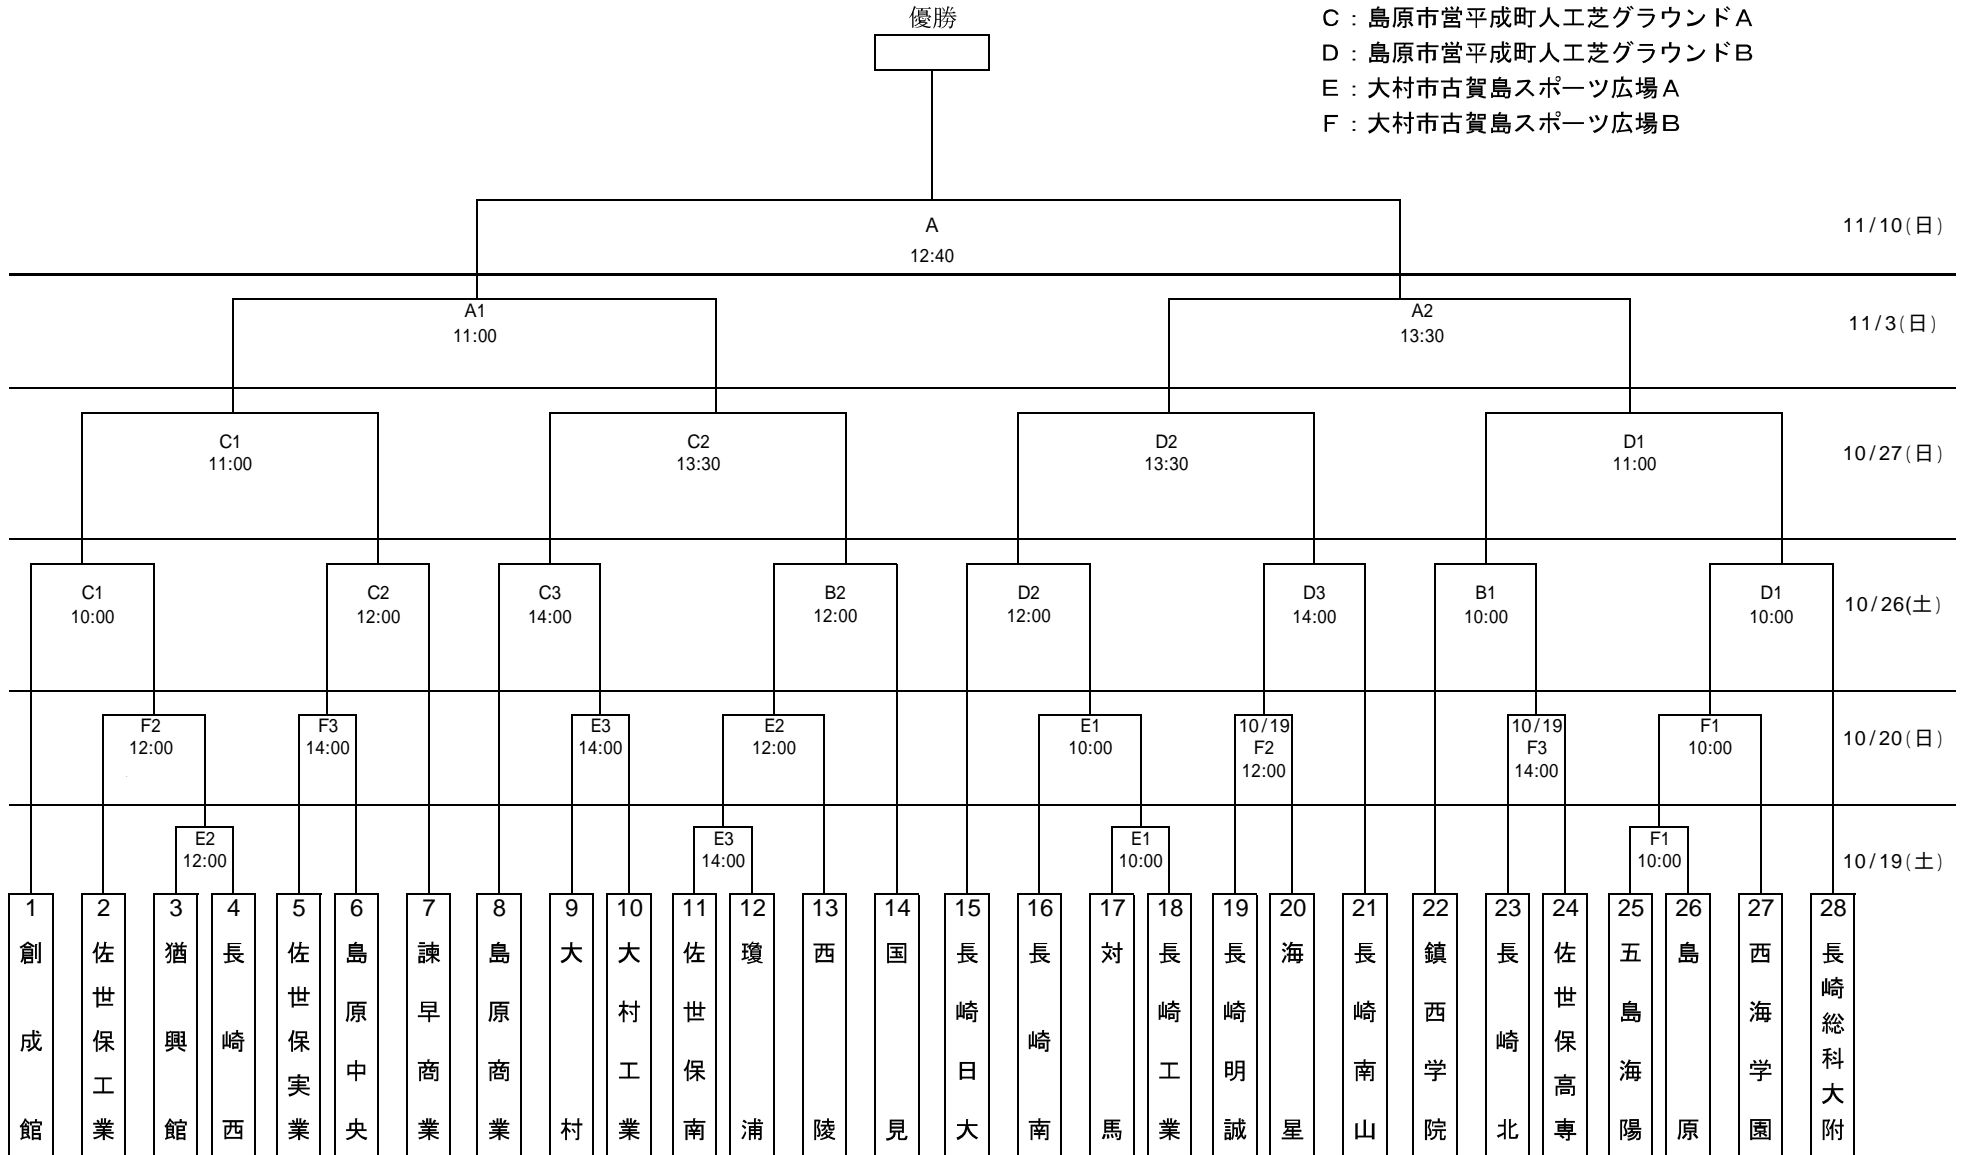 優勝
C：島原市営平成町人工芝グラウンドA
D：島原市営平成町人工芝グラウンドB
E：大村市古賀島スポーツ広場A
F：大村市古賀島スポーツ広場B
A
12:40
11/10(日)
A1
11:00
A2
13:30
11/3(日)
C1
11:00
C2
13:30
D2
13:30
D1
11:00
10/27(日)
C1
10:00
C2
12:00
C3
14:00
B2
12:00
D2
12:00
D3
14:00
B1
10:00
D1
10:00
10/26(土)
F2
12:00
F3
14:00
E3
14:00
E2
12:00
E1
10:00
10/19
F2
12:00
10/19
F3
14:00
F1
10:00
10/20(日)
E2
12:00
E3
14:00
E1
10:00
F1
10:00
10/19(土)
1 創成館
2 佐世保工業
3 猶興館
4 長崎西
5 佐世保実業
6 島原中央
7 諫早商業
8 島原商業
9 大村
10 大村工業
11 佐世保南
12 瓊浦
13 西陵
14 国見
15 長崎日大
16 長崎南
17 対馬
18 長崎工業
19 長崎明誠
20 海星
21 長崎南山
22 鎮西学院
23 長崎北
24 佐世保高専
25 五島海陽
26 島原
27 西海学園
28 長崎総科大附